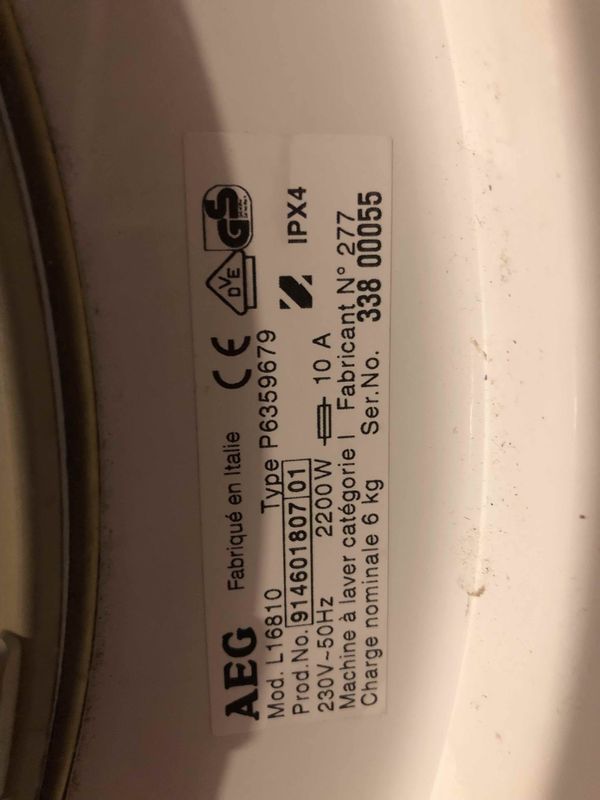 AEG Fabriqué en Italie CE DVE GS
Mod. L16810 Type P6359679
Prod.No. 914601807 01 IPX4
230V~50Hz 2200W 10 A
Machine à laver catégorie I Fabricant N° 277
Charge nominale 6 kg Ser.No. 338 00055